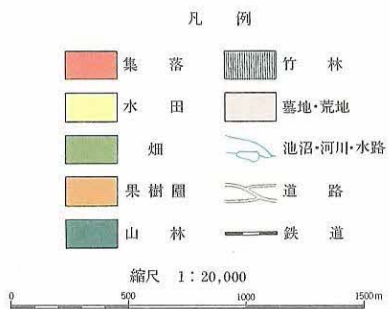 凡 例
集 落
水 田
畑
果 樹 園
山 林
竹 林
墓地・荒地
池沼・河川・水路
道 路
鉄 道
縮尺 1:20,000
0 500 1000 1500m